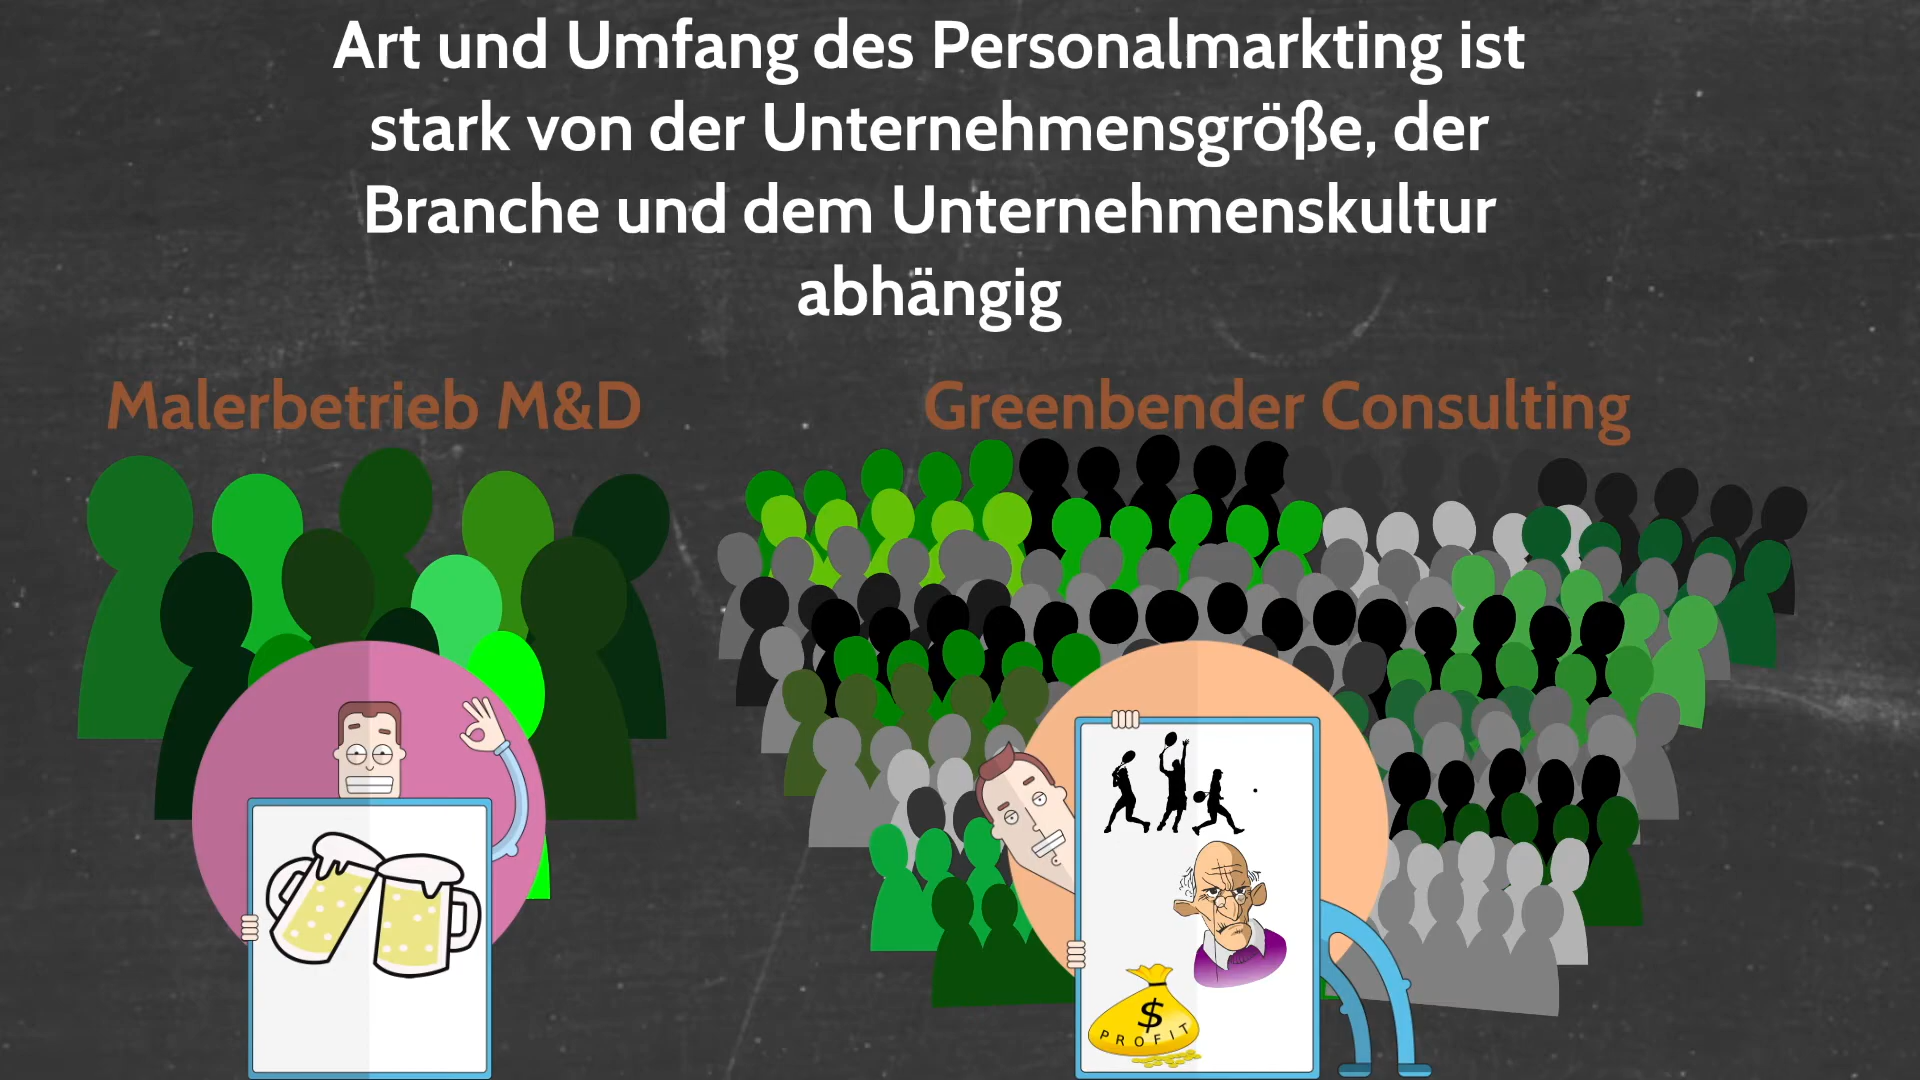 Art und Umfang des Personalmarkting ist
stark von der Unternehmensgröße, der
Branche und dem Unternehmenskultur
abhängig
Malerbetrieb M&D
Greenbender Consulting
$
PROFIT